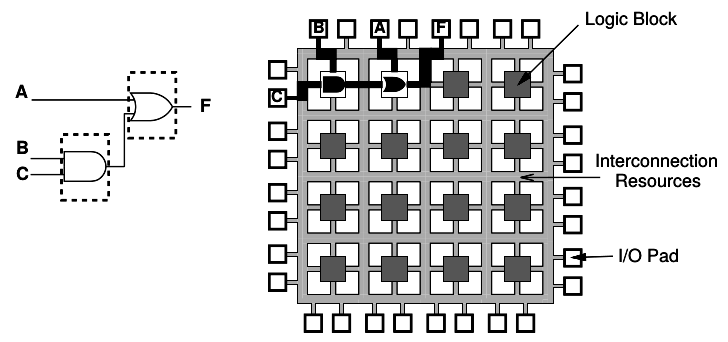 A
B
C
F
B
A
F
C
Logic Block
Interconnection
Resources
I/O Pad